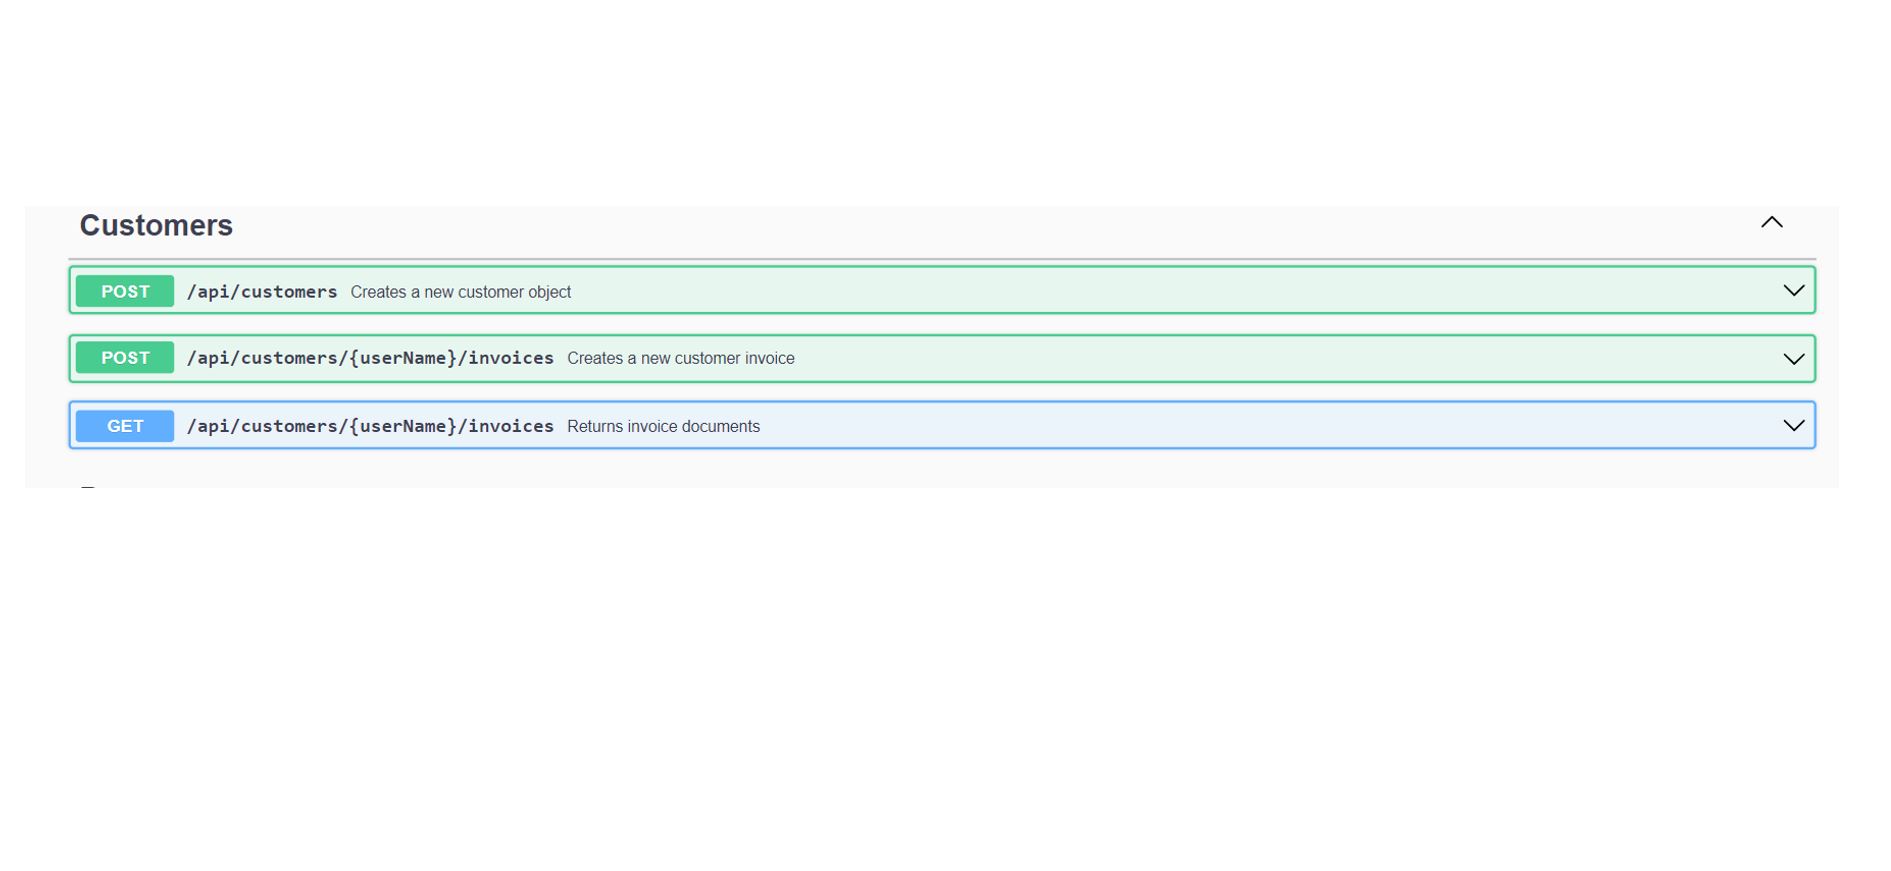 Customers
POST /api/customers Creates a new customer object
POST /api/customers/{userName}/invoices Creates a new customer invoice
GET /api/customers/{userName}/invoices Returns invoice documents